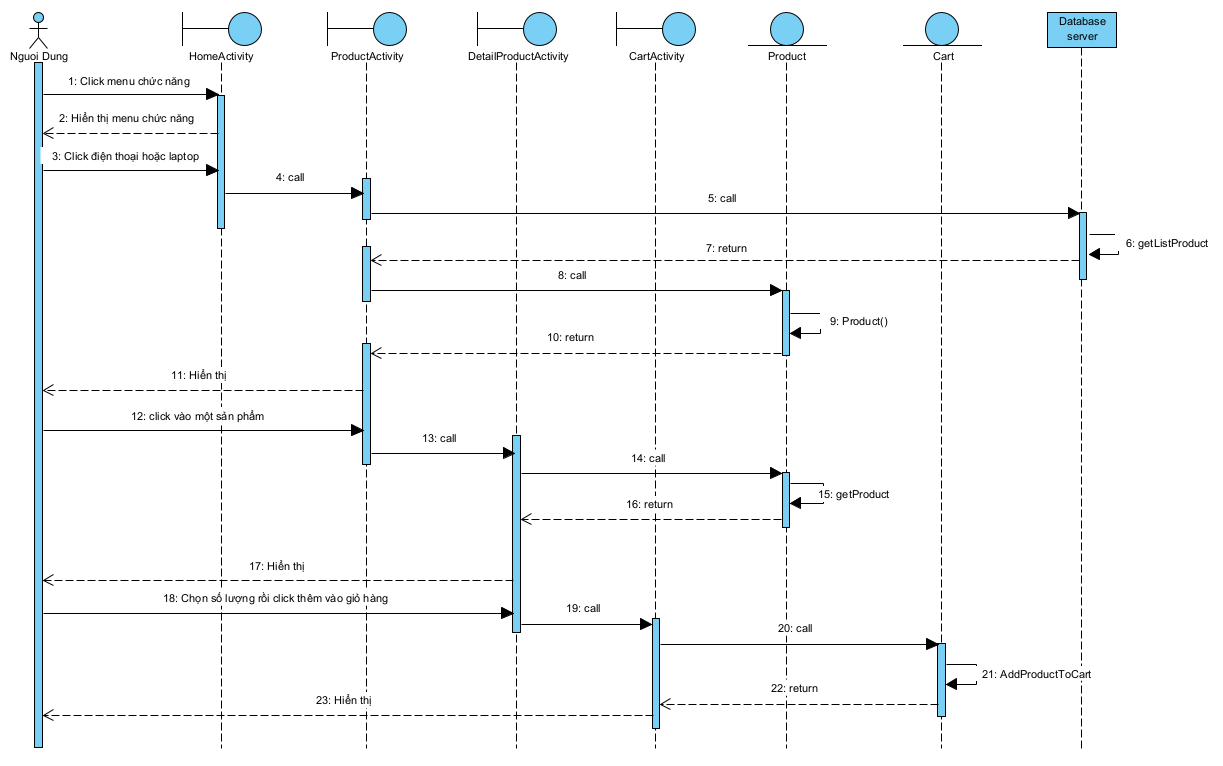 Database
server
Nguoi Dung
HomeActivity
ProductActivity
DetailProductActivity
CartActivity
Product
Cart
1: Click menu chức năng
2: Hiển thị menu chức năng
3: Click điện thoại hoặc laptop
4: call
5: call
6: getListProduct
7: return
8: call
9: Product()
10: return
11: Hiển thị
12: click vào một sản phẩm
13: call
14: call
15: getProduct
16: return
17: Hiển thị
18: Chọn số lượng rồi click thêm vào giỏ hàng
19: call
20: call
21: AddProductToCart
22: return
23: Hiển thị